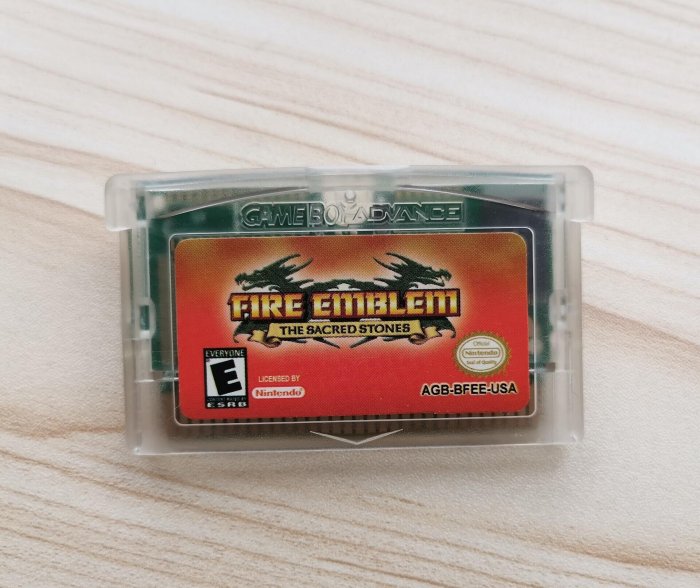 GAME BOY ADVANCE
FIRE EMBLEM
THE SACRED STONES
EVERYONE
E
ESRB
LICENSED BY
Nintendo
Official
Nintendo
Seal of Quality
AGB-BFEE-USA